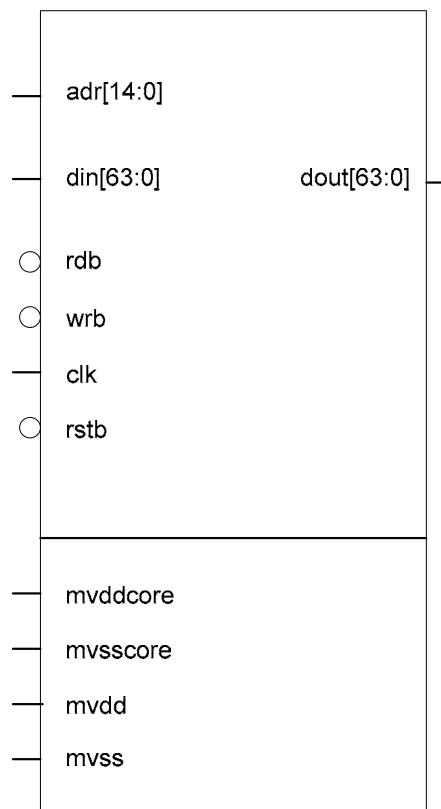 adr[14:0]
din[63:0] dout[63:0]
rdb
wrb
clk
rstb
mvddcore
mvsscore
mvdd
mvss